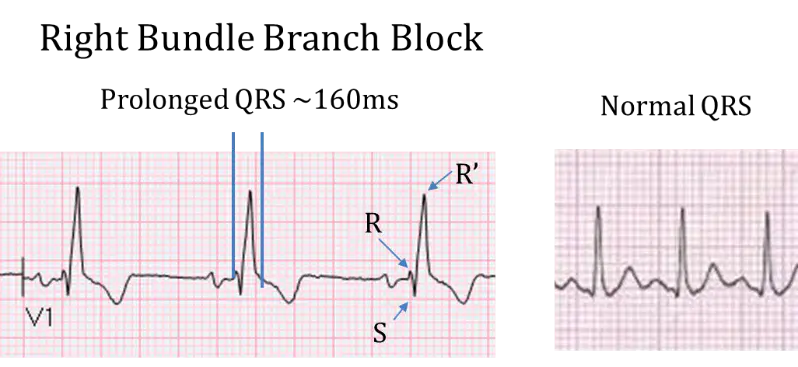 Right Bundle Branch Block
Prolonged QRS ~160ms
Normal QRS
R’
R
V1
S